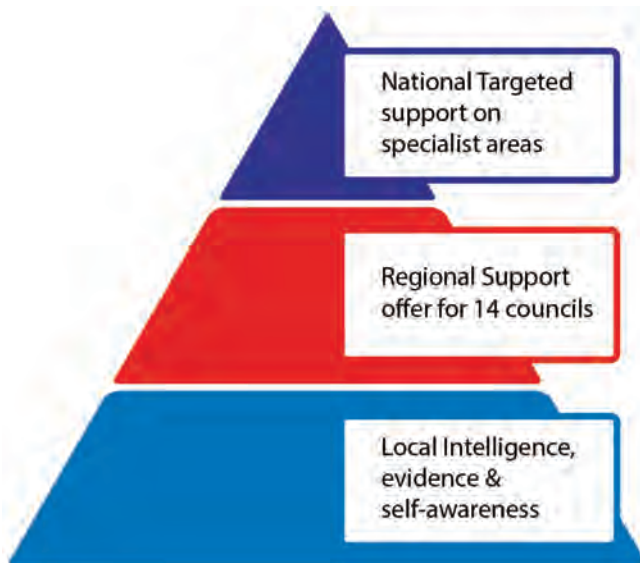 National Targeted
support on
specialist areas
Regional Support
offer for 14 councils
Local Intelligence,
evidence &
self-awareness